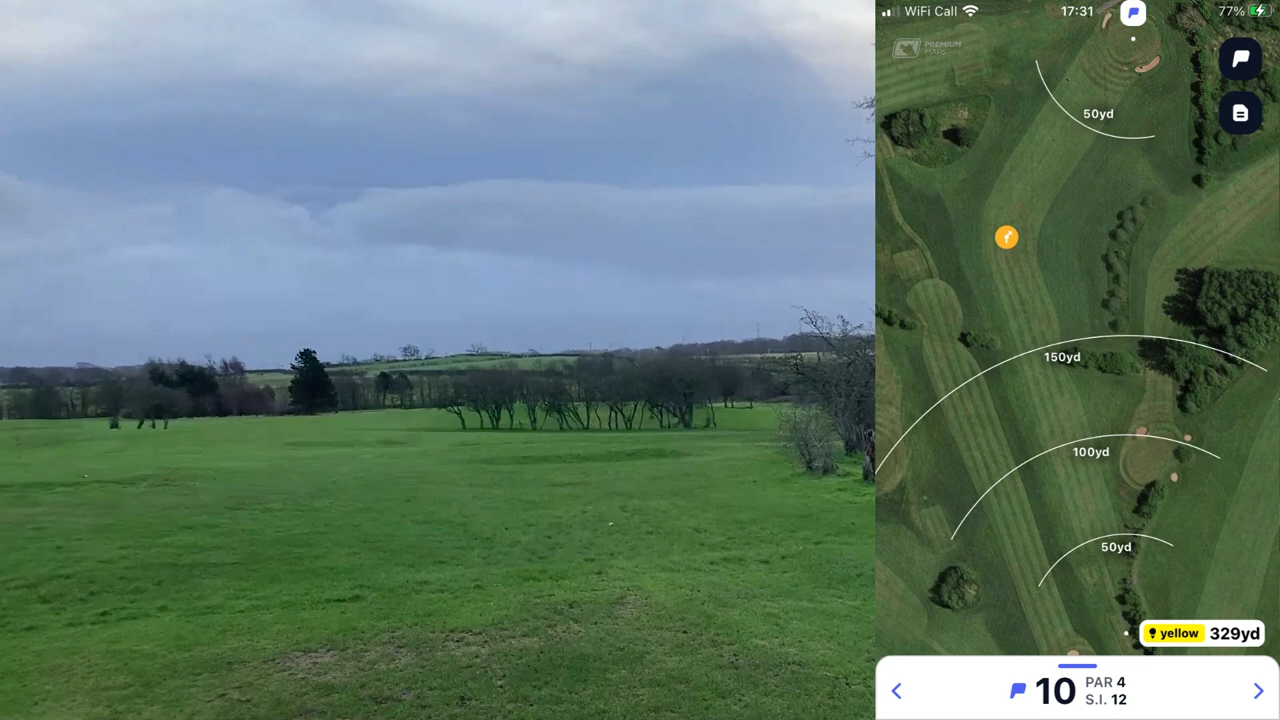 WiFi Call
17:31
77%
PREMIUM
MAPS
50yd
150yd
100yd
50yd
yellow 329yd
10
PAR 4
S.I. 12